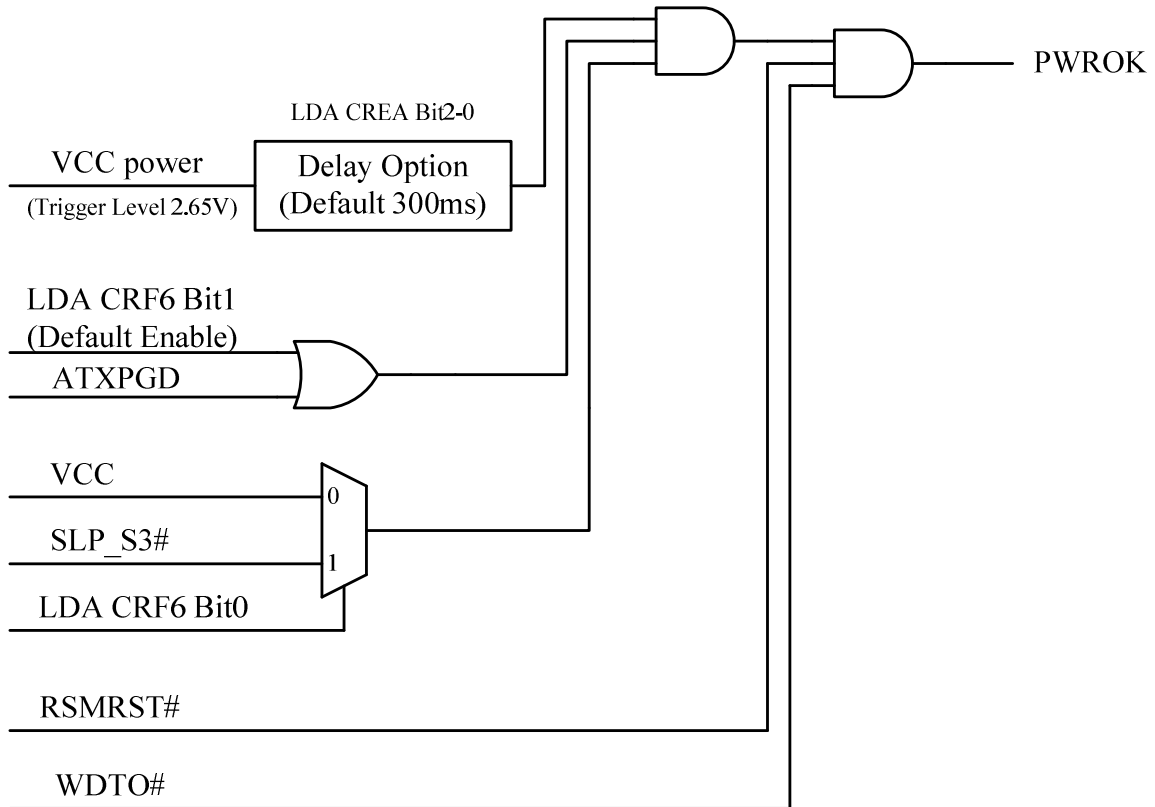 PWROK
LDA CREA Bit2-0
VCC power
(Trigger Level 2.65V)
Delay Option
(Default 300ms)
LDA CRF6 Bit1
(Default Enable)
ATXPGD
VCC
0
SLP_S3#
1
LDA CRF6 Bit0
RSMRST#
WDTO#